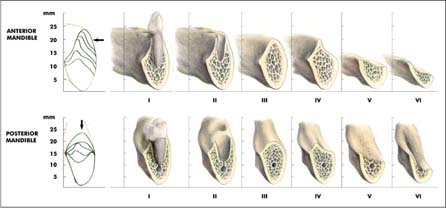 mm
ANTERIOR
MANDIBLE
25
20
15
10
5
0
I II III IV V VI
mm
POSTERIOR
MANDIBLE
25
20
15
10
5
I II III IV V VI